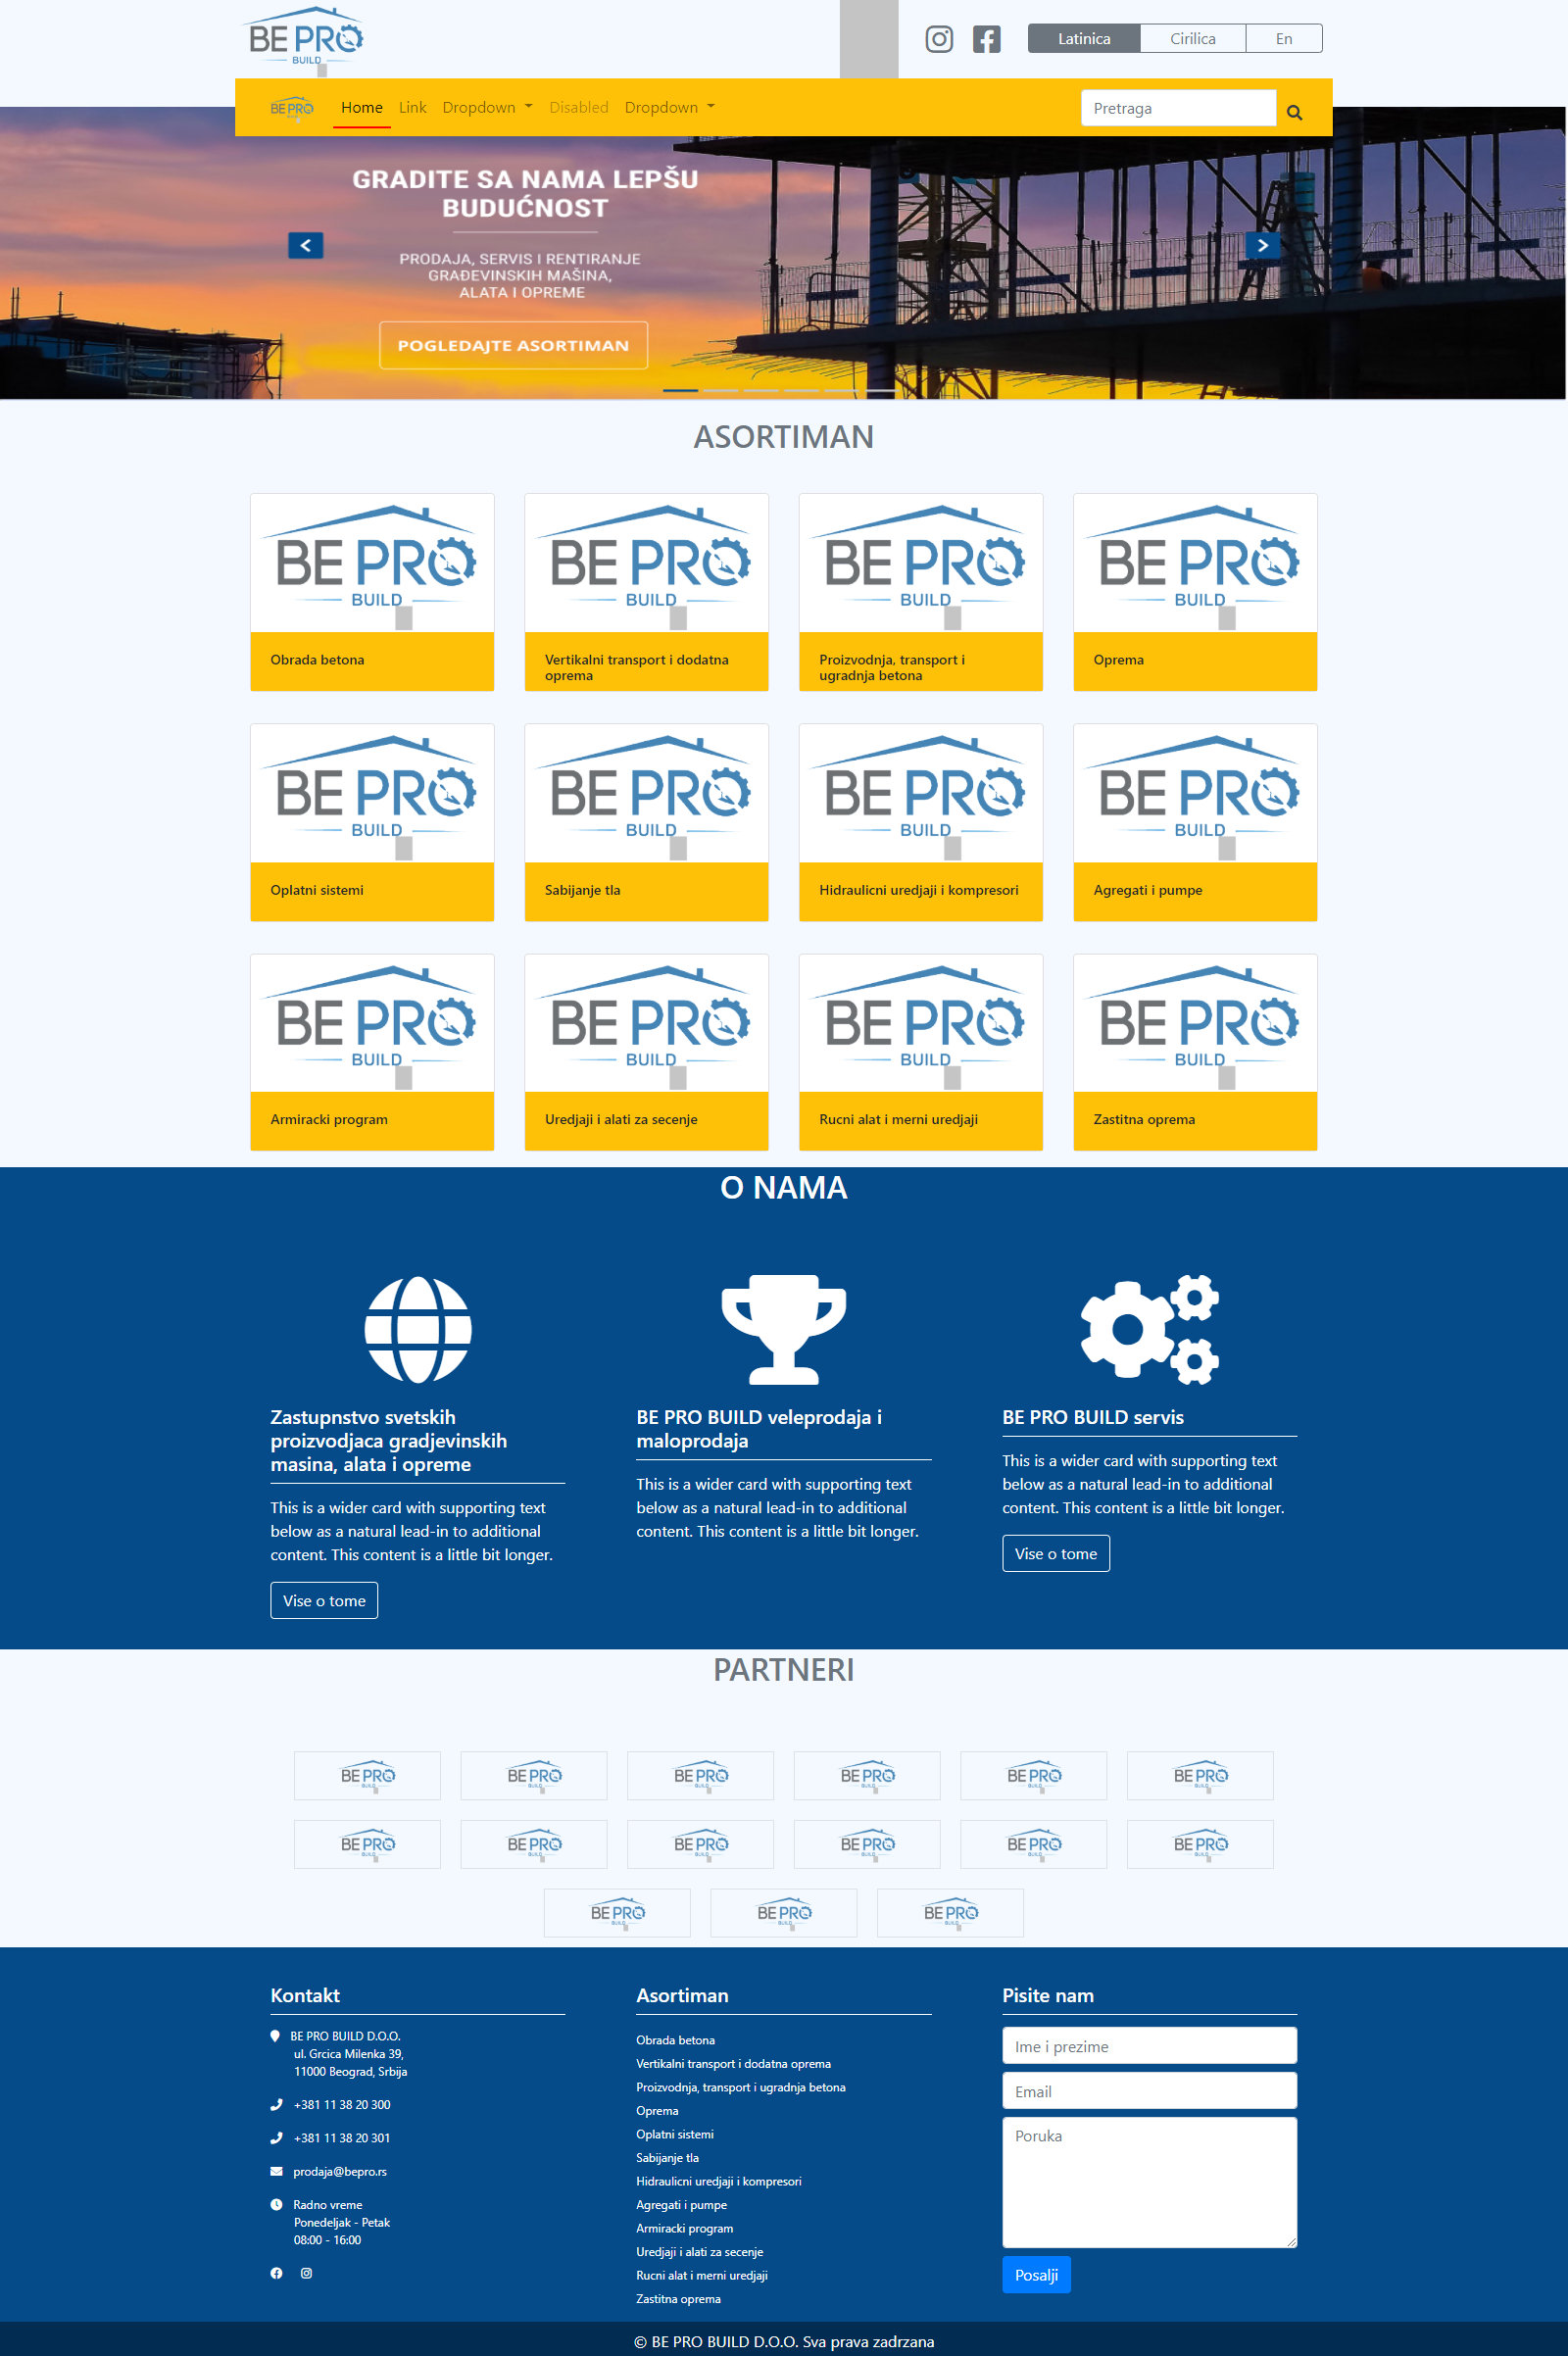 BE PRO
BUILD
Latinica
Cirilica
En
BE PRO
Home
Link
Dropdown
Disabled
Dropdown
Pretraga
GRADITE SA NAMA LEPŠU
BUDUĆNOST
PRODAJA, SERVIS I RENTIRANJE
GRAĐEVINSKIH MAŠINA,
ALATA I OPREME
POGLEDAJTE ASORTIMAN
ASORTIMAN
BE PRO
BUILD
Obrada betona
BE PRO
BUILD
Vertikalni transport i dodatna
oprema
BE PRO
BUILD
Proizvodnja, transport i
ugradnja betona
BE PRO
BUILD
Oprema
BE PRO
BUILD
Oplatni sistemi
BE PRO
BUILD
Sabijanje tla
BE PRO
BUILD
Hidraulicni uredjaji i kompresori
BE PRO
BUILD
Agregati i pumpe
BE PRO
BUILD
Armiracki program
BE PRO
BUILD
Uredjaji i alati za secenje
BE PRO
BUILD
Rucni alat i merni uredjaji
BE PRO
BUILD
Zastitna oprema
O NAMA
Zastupnstvo svetskih
proizvodjaca gradjevinskih
masina, alata i opreme
This is a wider card with supporting text
below as a natural lead-in to additional
content. This content is a little bit longer.
Vise o tome
BE PRO BUILD veleprodaja i
maloprodaja
This is a wider card with supporting text
below as a natural lead-in to additional
content. This content is a little bit longer.
BE PRO BUILD servis
This is a wider card with supporting text
below as a natural lead-in to additional
content. This content is a little bit longer.
Vise o tome
PARTNERI
BE PRO
BUILD
BE PRO
BUILD
BE PRO
BUILD
BE PRO
BUILD
BE PRO
BUILD
BE PRO
BUILD
BE PRO
BUILD
BE PRO
BUILD
BE PRO
BUILD
BE PRO
BUILD
BE PRO
BUILD
BE PRO
BUILD
BE PRO
BUILD
BE PRO
BUILD
BE PRO
BUILD
Kontakt
BE PRO BUILD D.O.O.
ul. Grcica Milenka 39,
11000 Beograd, Srbija
+381 11 38 20 300
+381 11 38 20 301
prodaja@bepro.rs
Radno vreme
Ponedeljak - Petak
08:00 - 16:00
Asortiman
Obrada betona
Vertikalni transport i dodatna oprema
Proizvodnja, transport i ugradnja betona
Oprema
Oplatni sistemi
Sabijanje tla
Hidraulicni uredjaji i kompresori
Agregati i pumpe
Armiracki program
Uredjaji i alati za secenje
Rucni alat i merni uredjaji
Zastitna oprema
Pisite nam
Ime i prezime
Email
Poruka
Posalji
© BE PRO BUILD D.O.O. Sva prava zadrzana